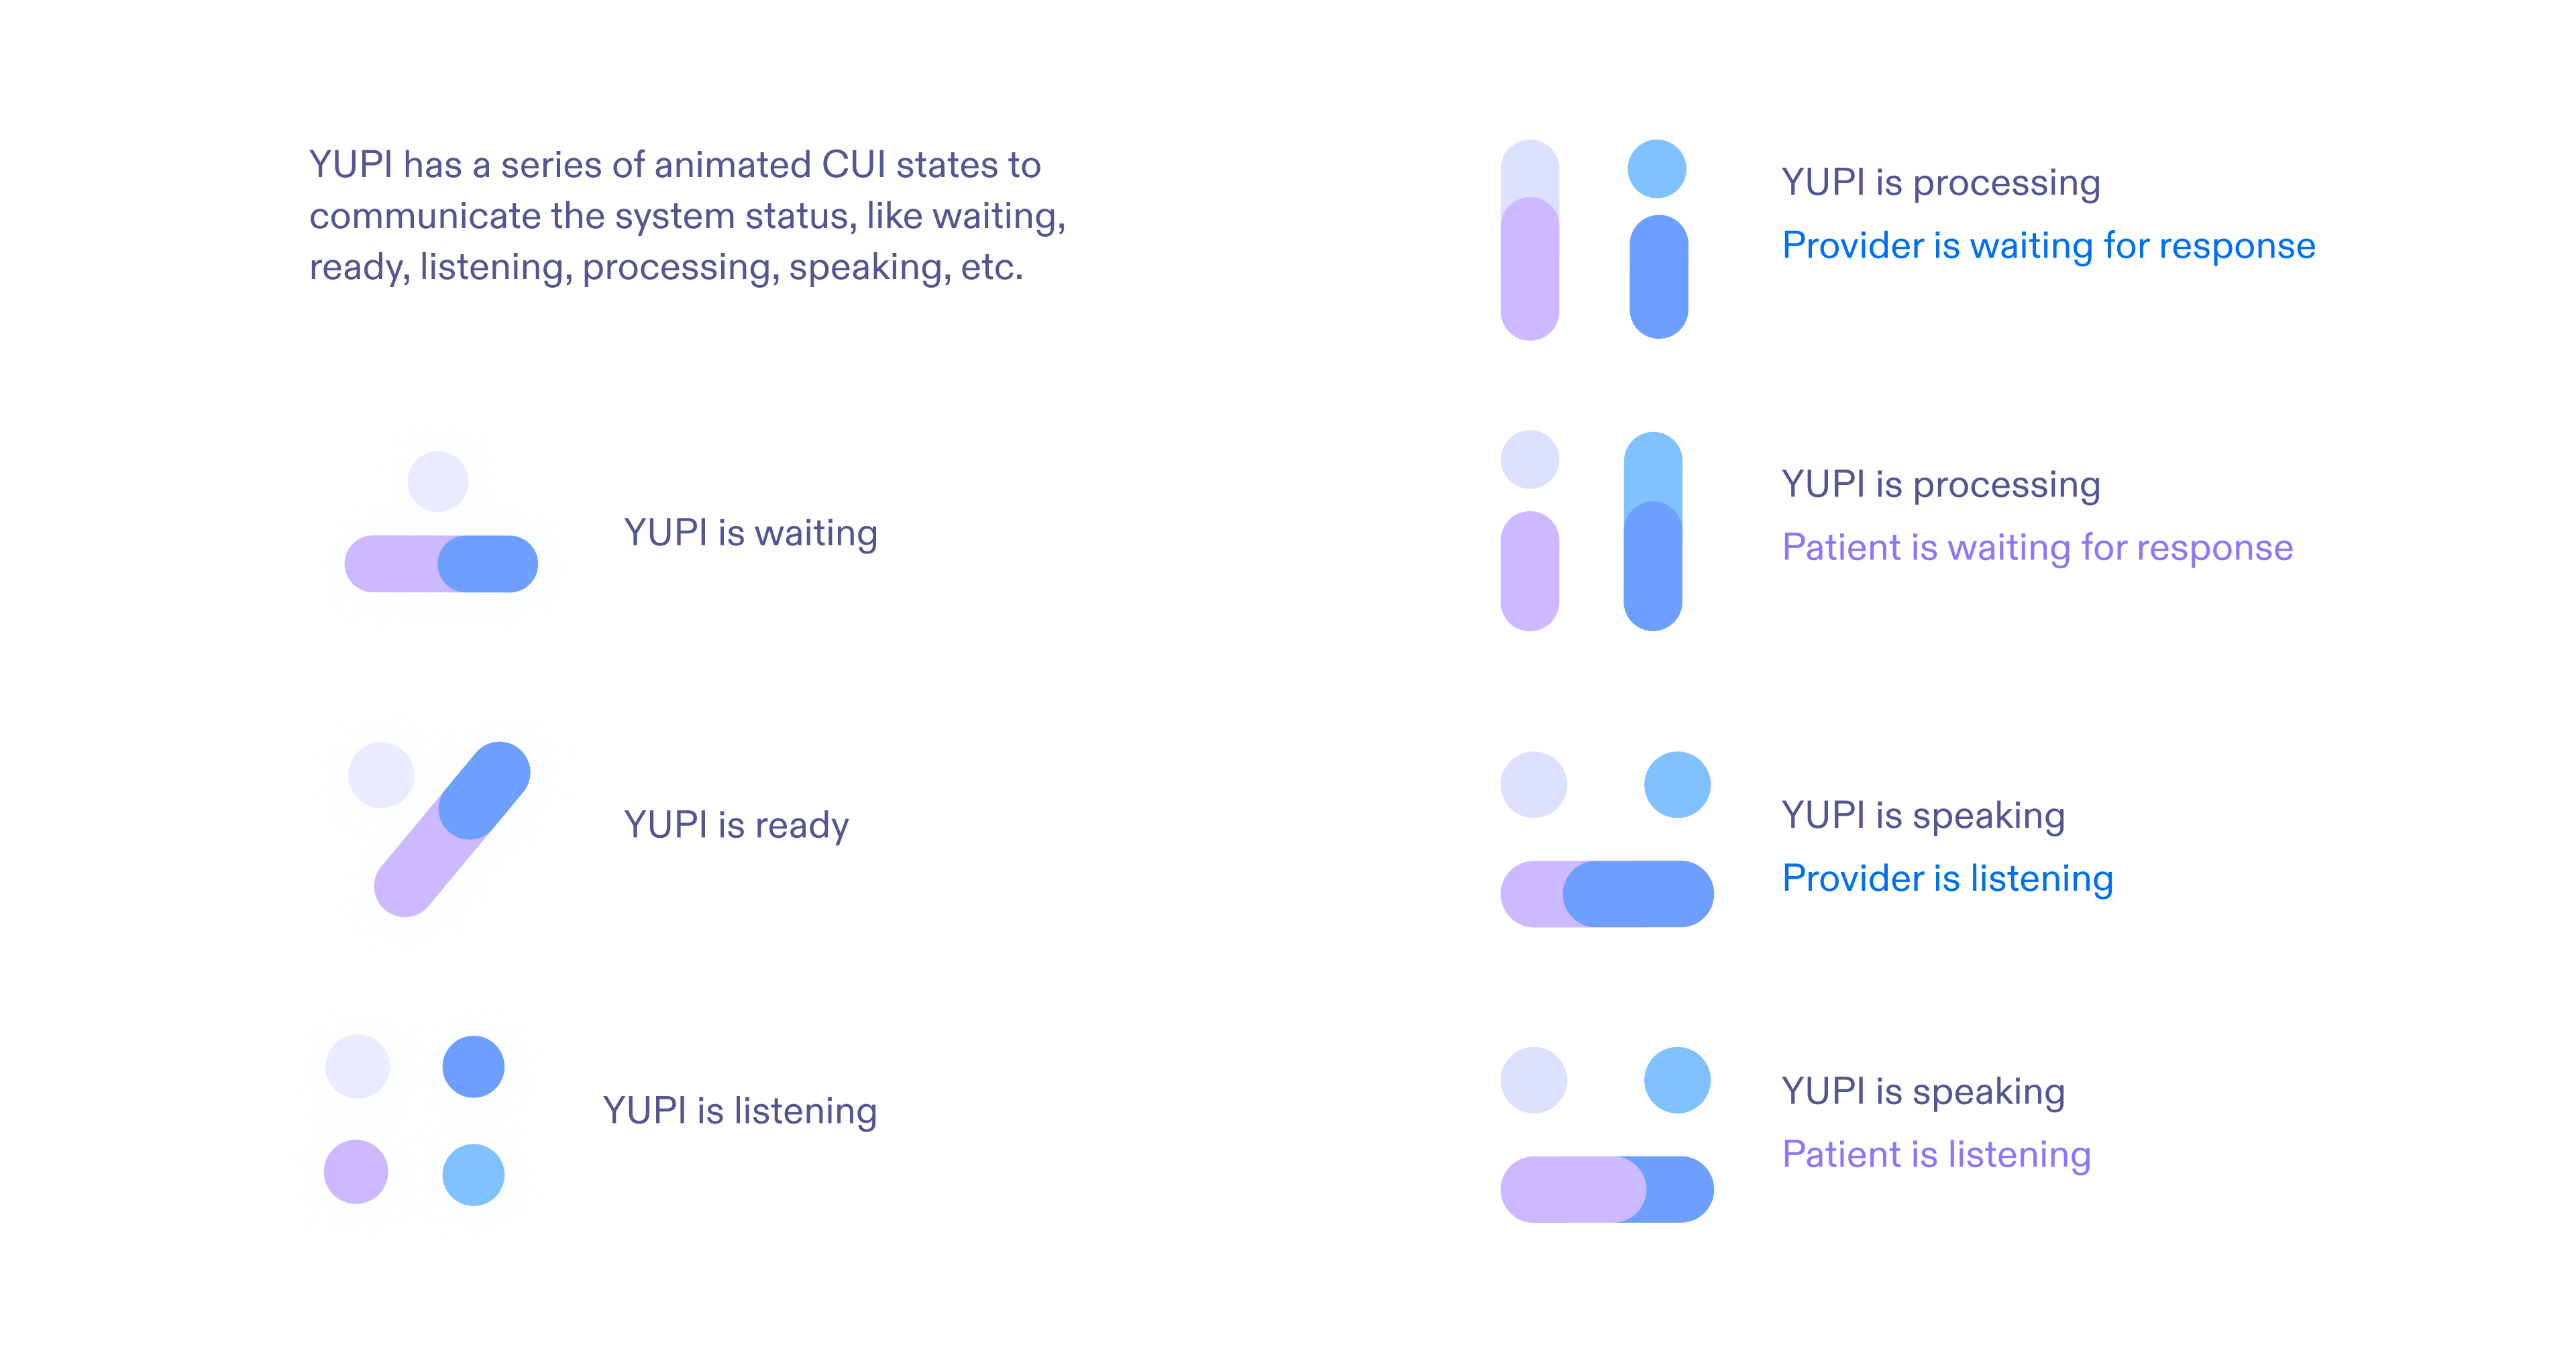 YUPI has a series of animated CUI states to
communicate the system status, like waiting,
ready, listening, processing, speaking, etc.
YUPI is waiting
YUPI is ready
YUPI is listening
YUPI is processing
Provider is waiting for response
YUPI is processing
Patient is waiting for response
YUPI is speaking
Provider is listening
YUPI is speaking
Patient is listening